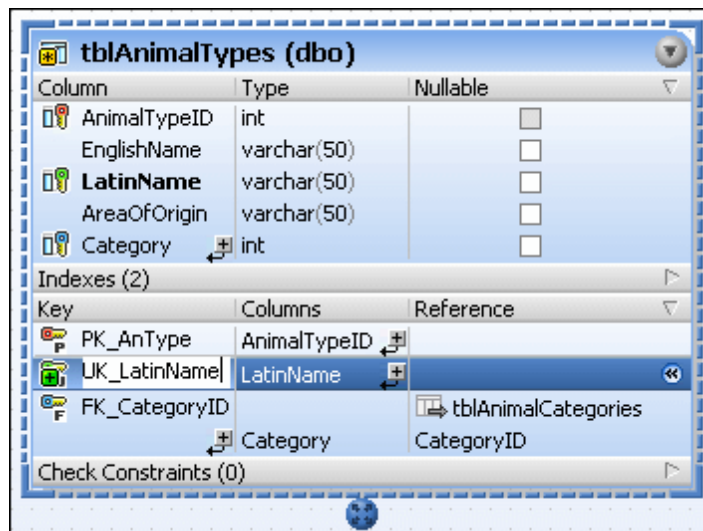 tblAnimalTypes (dbo)
Column Type Nullable
AnimalTypeID int
EnglishName varchar(50)
LatinName varchar(50)
AreaOfOrigin varchar(50)
Category int
Indexes (2)
Key Columns Reference
P PK_AnType AnimalTypeID
U UK_LatinName LatinName
F FK_CategoryID tblAnimalCategories
Category CategoryID
Check Constraints (0)